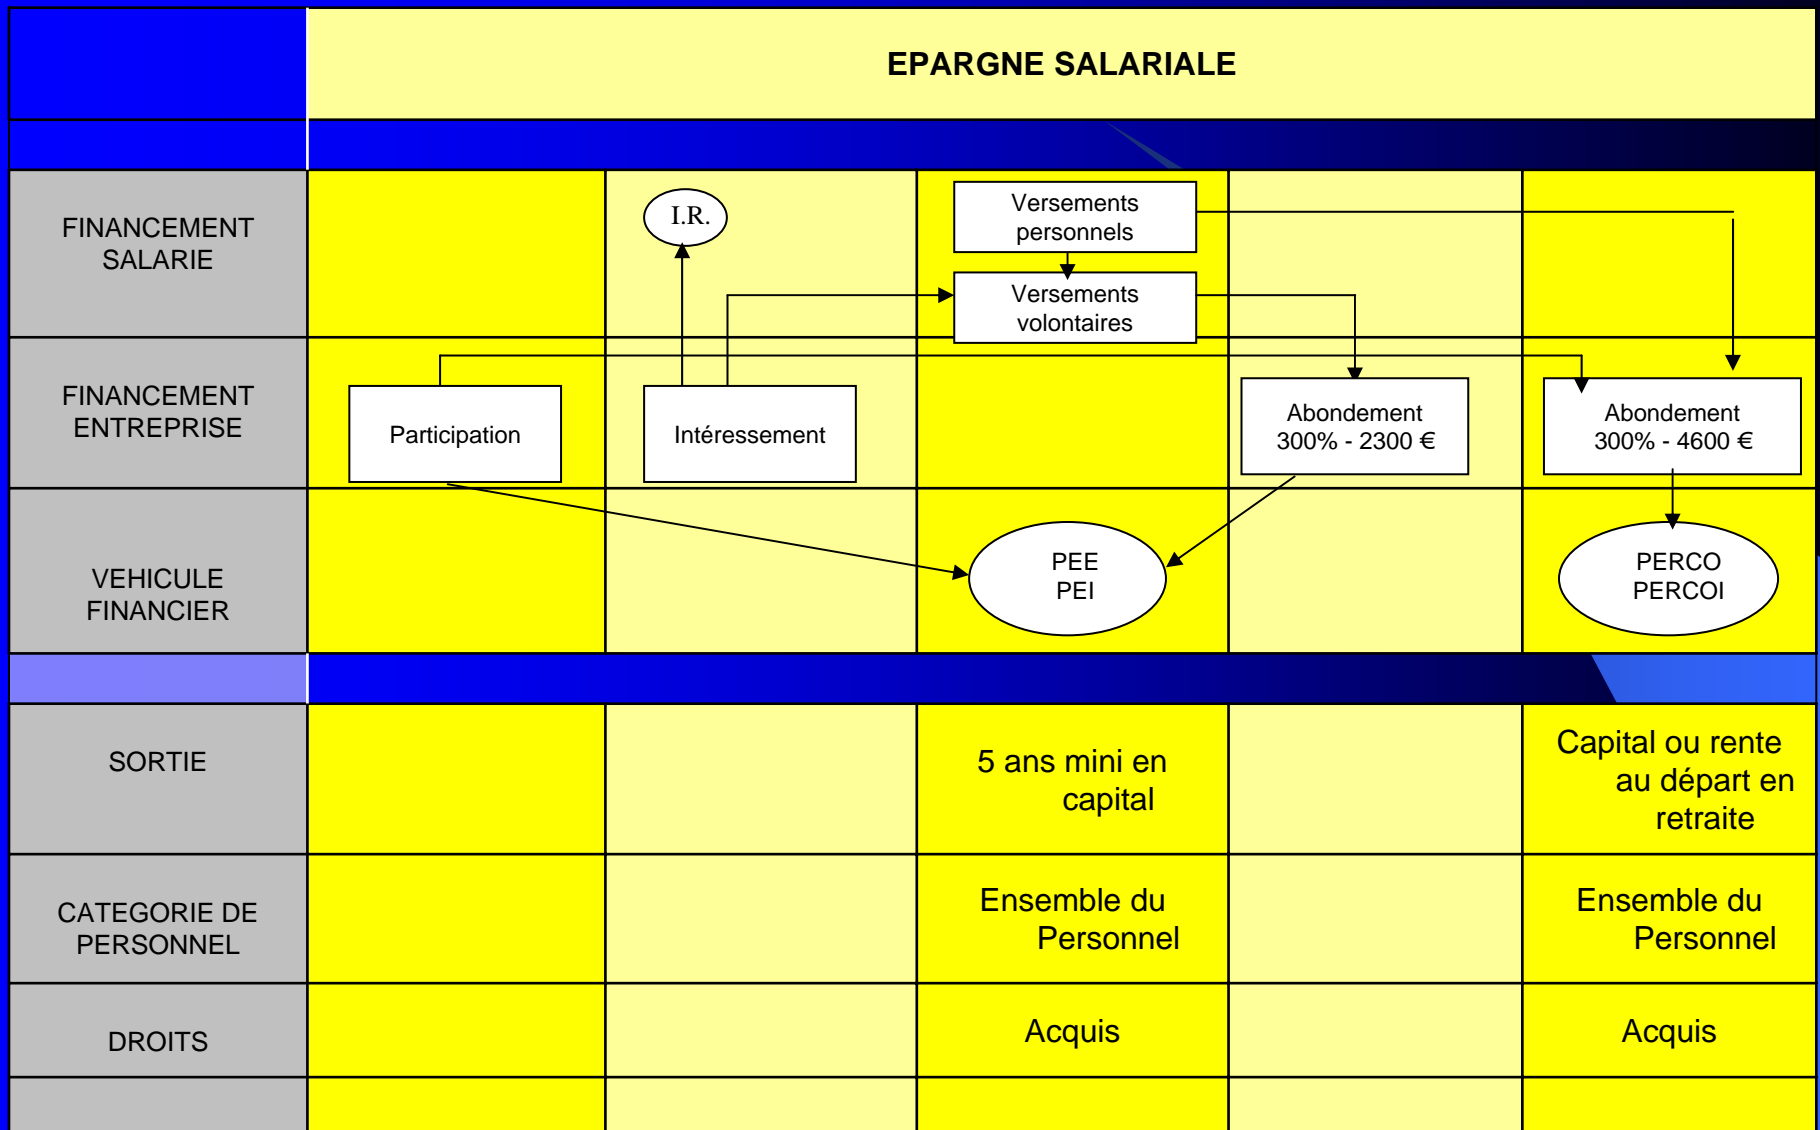 EPARGNE SALARIALE
FINANCEMENT
SALARIE
I.R.
Versements
personnels
Versements
volontaires
FINANCEMENT
ENTREPRISE
Participation
Intéressement
Abondement
300% - 2300 €
Abondement
300% - 4600 €
VEHICULE
FINANCIER
PEE
PEI
PERCO
PERCOI
SORTIE
5 ans mini en
capital
Capital ou rente
au départ en
retraite
CATEGORIE DE
PERSONNEL
Ensemble du
Personnel
Ensemble du
Personnel
DROITS
Acquis
Acquis